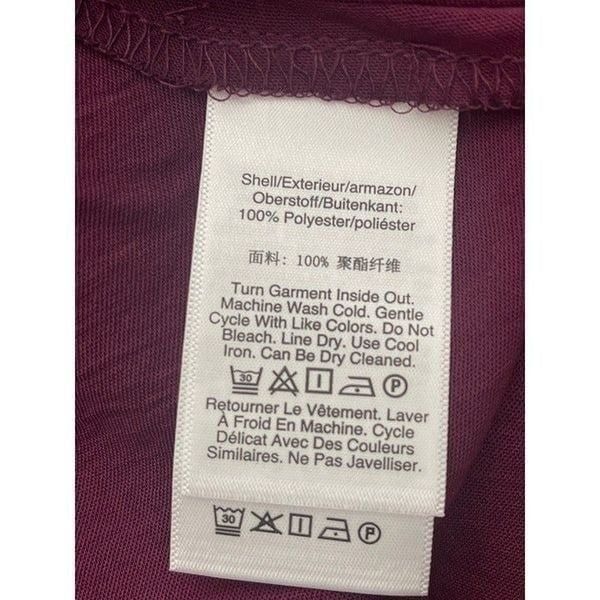 Shell/Exterieur/armazon/
Oberstoff/Buitenkant:
100% Polyester/poliéster
面料: 100% 聚酯纤维
Turn Garment Inside Out.
Machine Wash Cold. Gentle
Cycle With Like Colors. Do Not
Bleach. Line Dry. Use Cool
Iron. Can Be Dry Cleaned.
30 P
Retourner Le Vêtement. Laver
À Froid En Machine. Cycle
Délicat Avec Des Couleurs
Similaires. Ne Pas Javelliser.
30 P